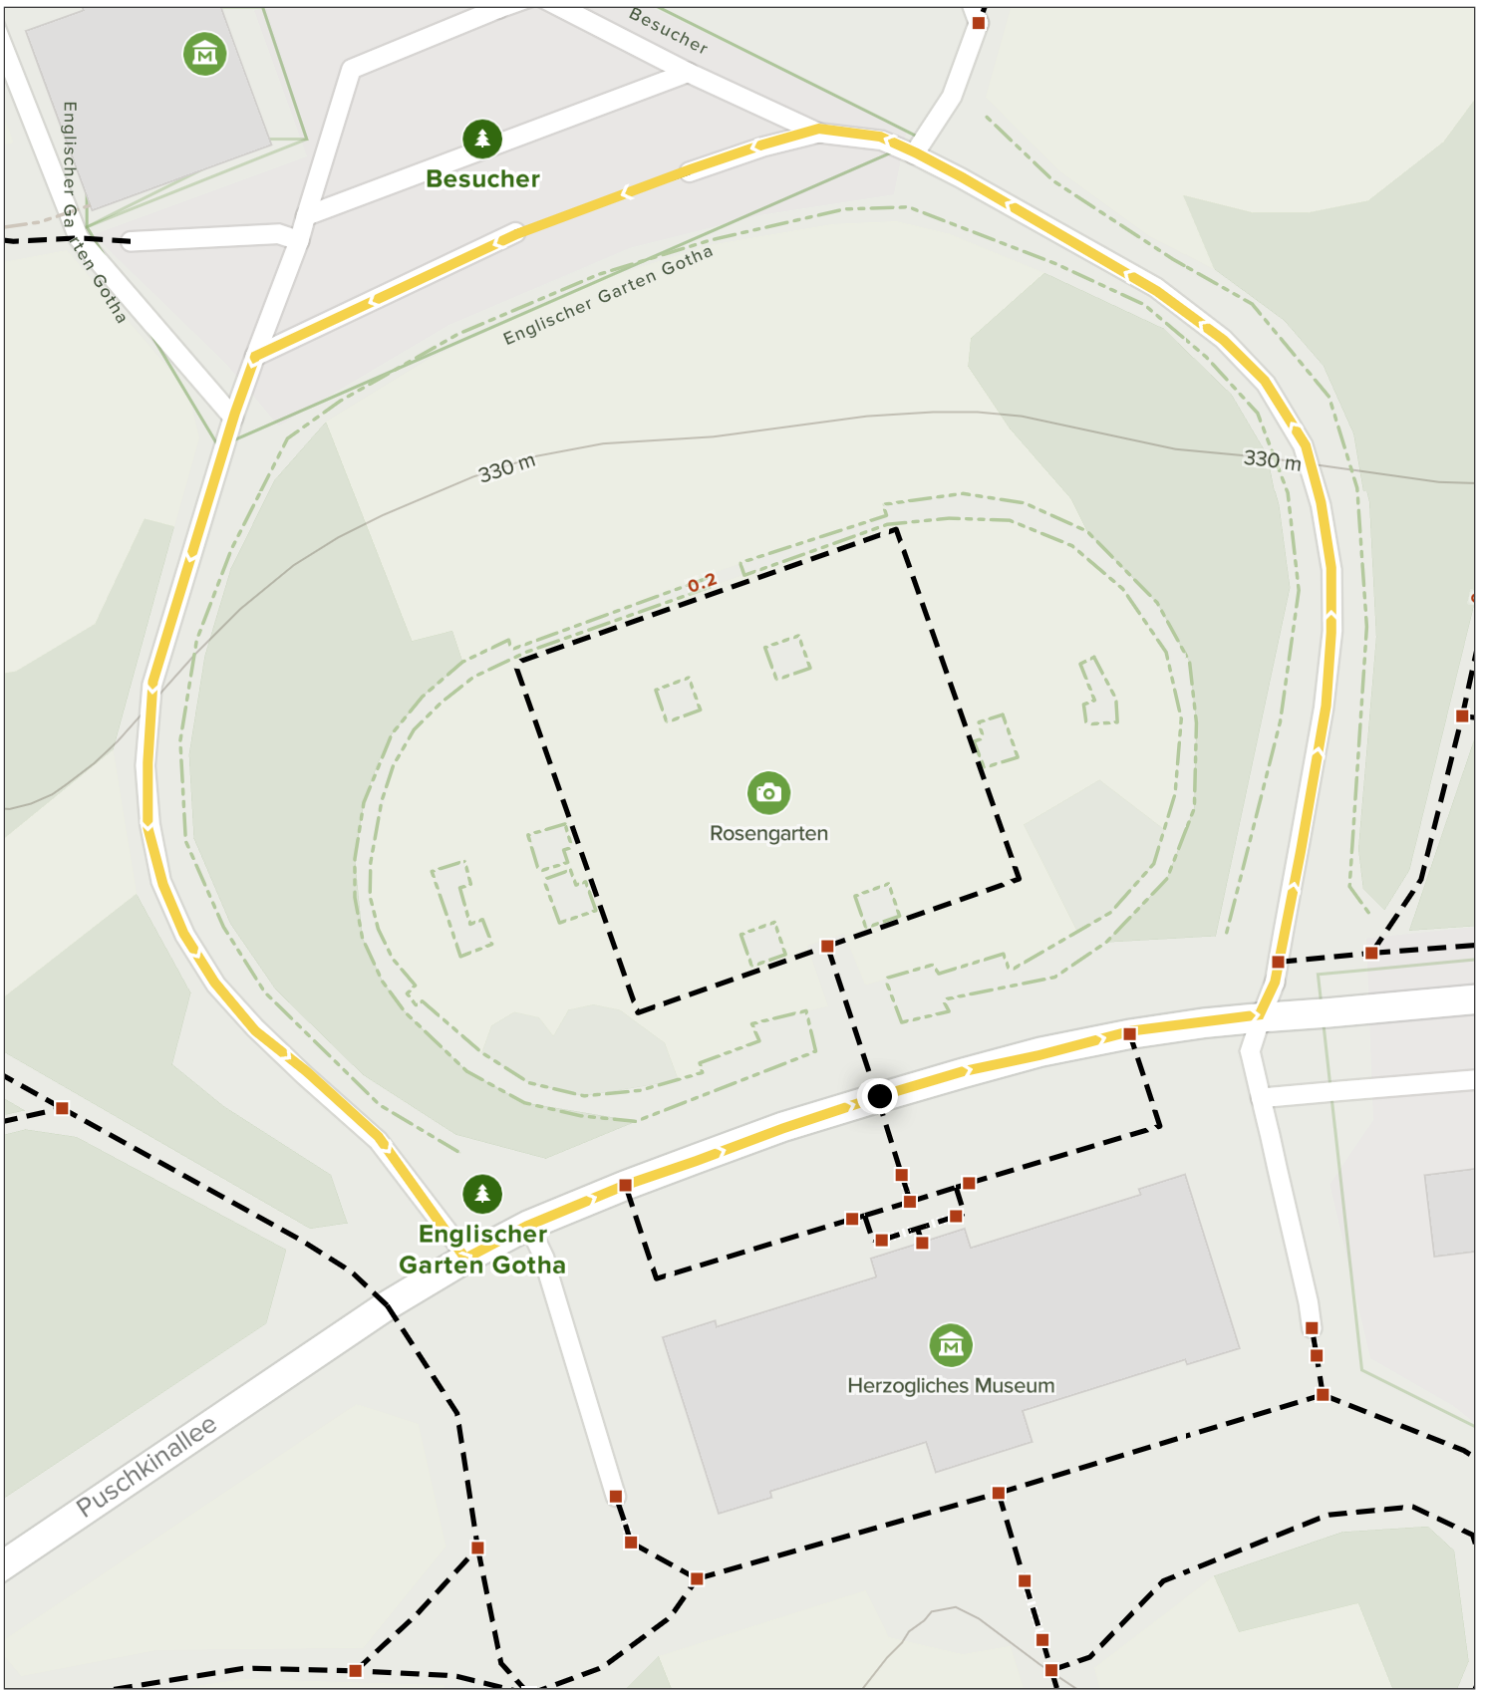 Besucher
Englischer Garten Gotha
Besucher
Englischer Garten Gotha
330 m
330 m
0.2
Rosengarten
Englischer
Garten Gotha
Herzogliches Museum
Puschkinallee